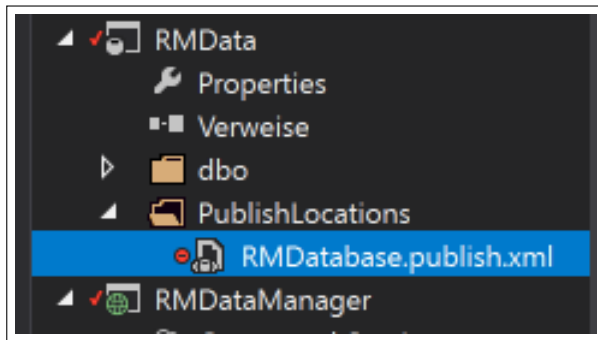 RMData
Properties
Verweise
dbo
PublishLocations
RMDatabase.publish.xml
RMDataManager